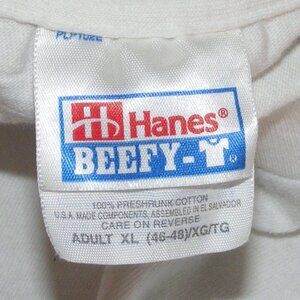 Hanes®
BEEFY-T®
100% PRESHRUNK COTTON
U.S.A. MADE COMPONENTS, ASSEMBLED IN EL SALVADOR
CARE ON REVERSE
ADULT XL (46-48)/XG/TG